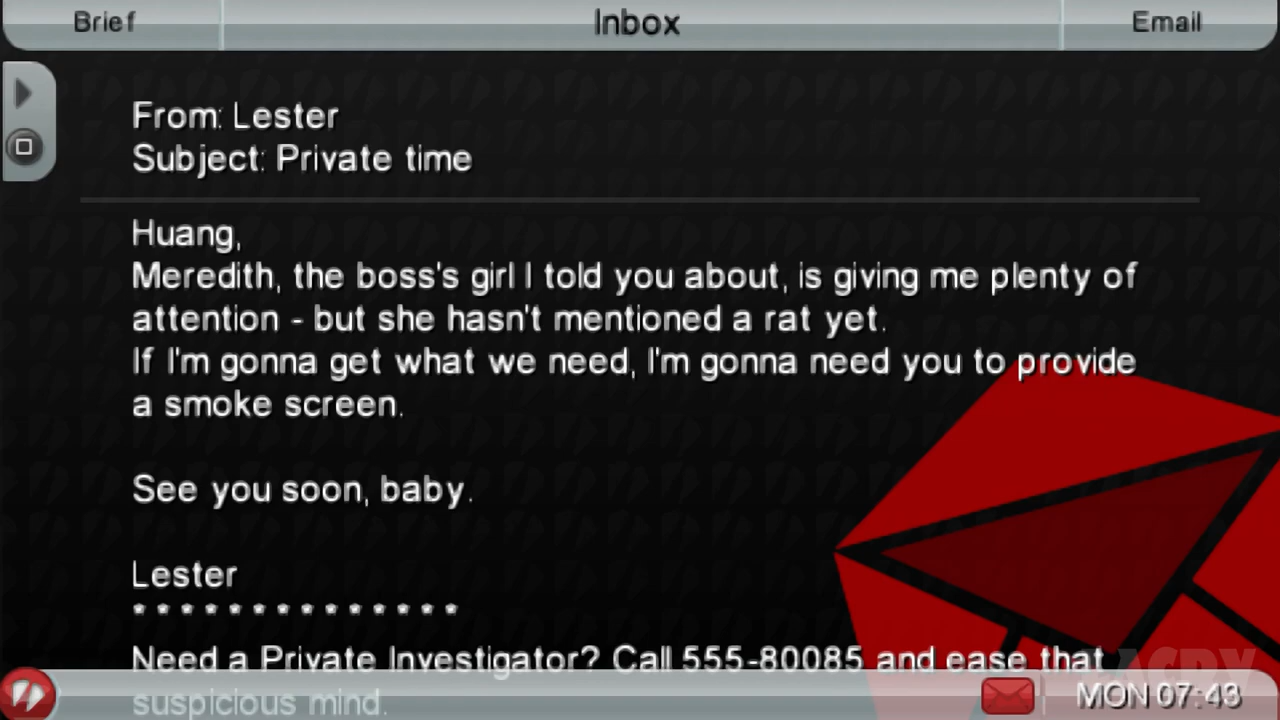 Brief
Inbox
Email
From: Lester
Subject: Private time
Huang,
Meredith, the boss's girl I told you about, is giving me plenty of
attention - but she hasn't mentioned a rat yet.
If I'm gonna get what we need, I'm gonna need you to provide
a smoke screen.
See you soon, baby.
Lester
**************
Need a Private Investigator? Call 555-80085 and ease that
suspicious mind.
MON 07:43